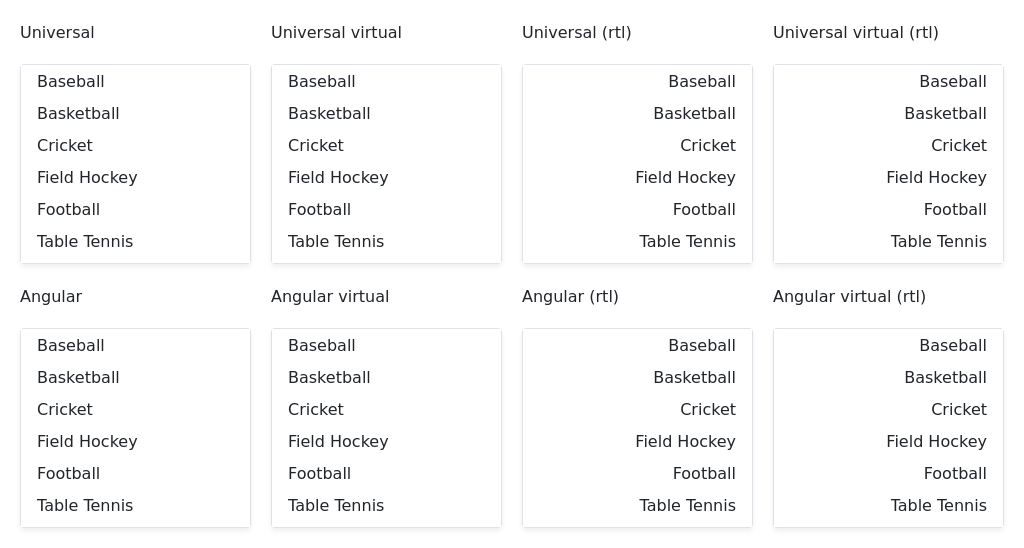 Universal
Baseball
Basketball
Cricket
Field Hockey
Football
Table Tennis
Universal virtual
Baseball
Basketball
Cricket
Field Hockey
Football
Table Tennis
Universal (rtl)
Baseball
Basketball
Cricket
Field Hockey
Football
Table Tennis
Universal virtual (rtl)
Baseball
Basketball
Cricket
Field Hockey
Football
Table Tennis
Angular
Baseball
Basketball
Cricket
Field Hockey
Football
Table Tennis
Angular virtual
Baseball
Basketball
Cricket
Field Hockey
Football
Table Tennis
Angular (rtl)
Baseball
Basketball
Cricket
Field Hockey
Football
Table Tennis
Angular virtual (rtl)
Baseball
Basketball
Cricket
Field Hockey
Football
Table Tennis